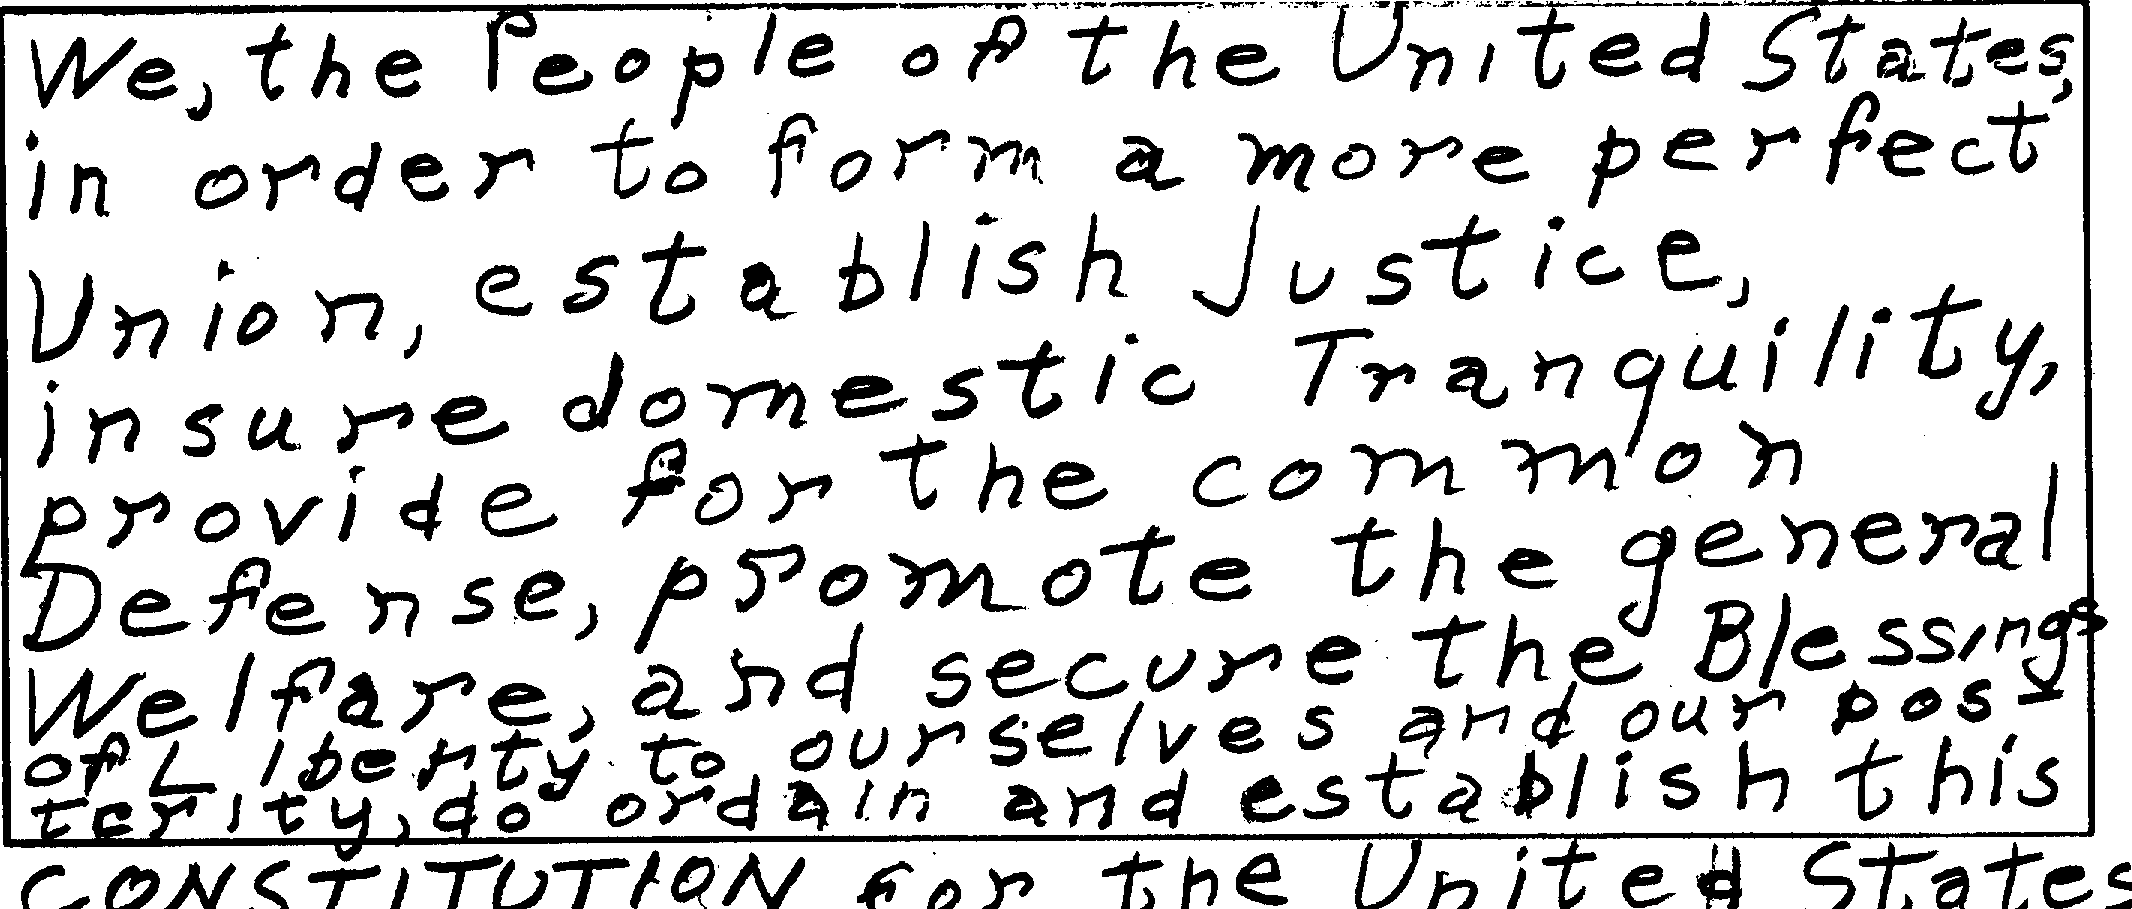 We, the People of the United States,
in order to form a more perfect
Union, establish Justice,
insure domestic Tranquility,
provide for the common
Defense, promote the general
Welfare, and secure the Blessings
of Liberty to ourselves and our pos-
terity, do ordain and establish this
CONSTITUTION for the United States